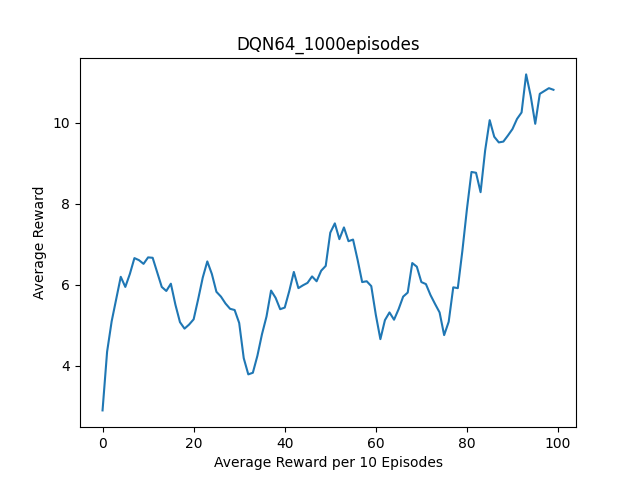 DQN64_1000episodes
Average Reward
10
8
6
4
0 20 40 60 80 100
Average Reward per 10 Episodes